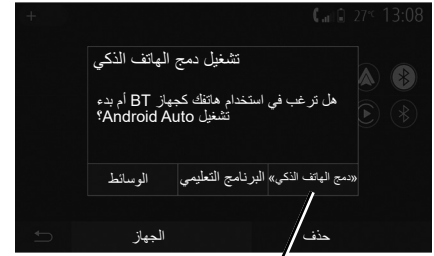 + 27° 13:08
تشغيل دمج الهاتف الذكي
هل ترغب في استخدام هاتفك كجهاز BT أم بدء
تشغيل Android Auto؟
«دمج الهاتف الذكي» البرنامج التعليمي الوسائط
حذف الجهاز